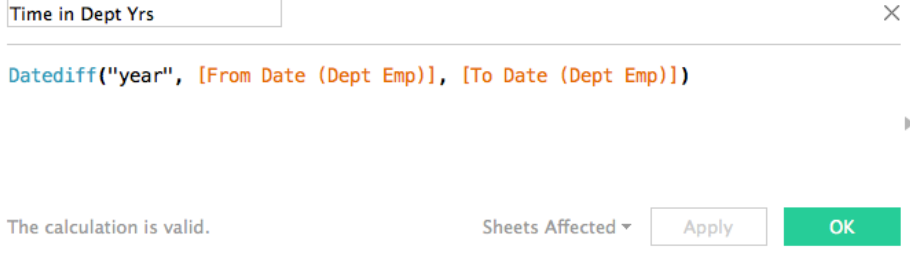 Time in Dept Yrs
Datediff("year", [From Date (Dept Emp)], [To Date (Dept Emp)])
The calculation is valid.
Sheets Affected
Apply
OK